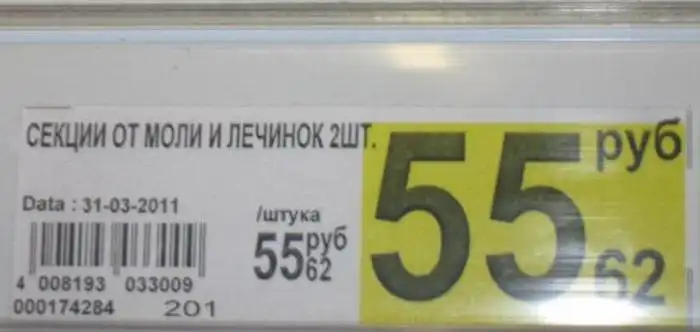 СЕКЦИИ ОТ МОЛИ И ЛЕЧИНОК 2ШТ.
Data : 31-03-2011
4 008193 033009
000174284 201
/штука
55 руб 62
55 руб 62